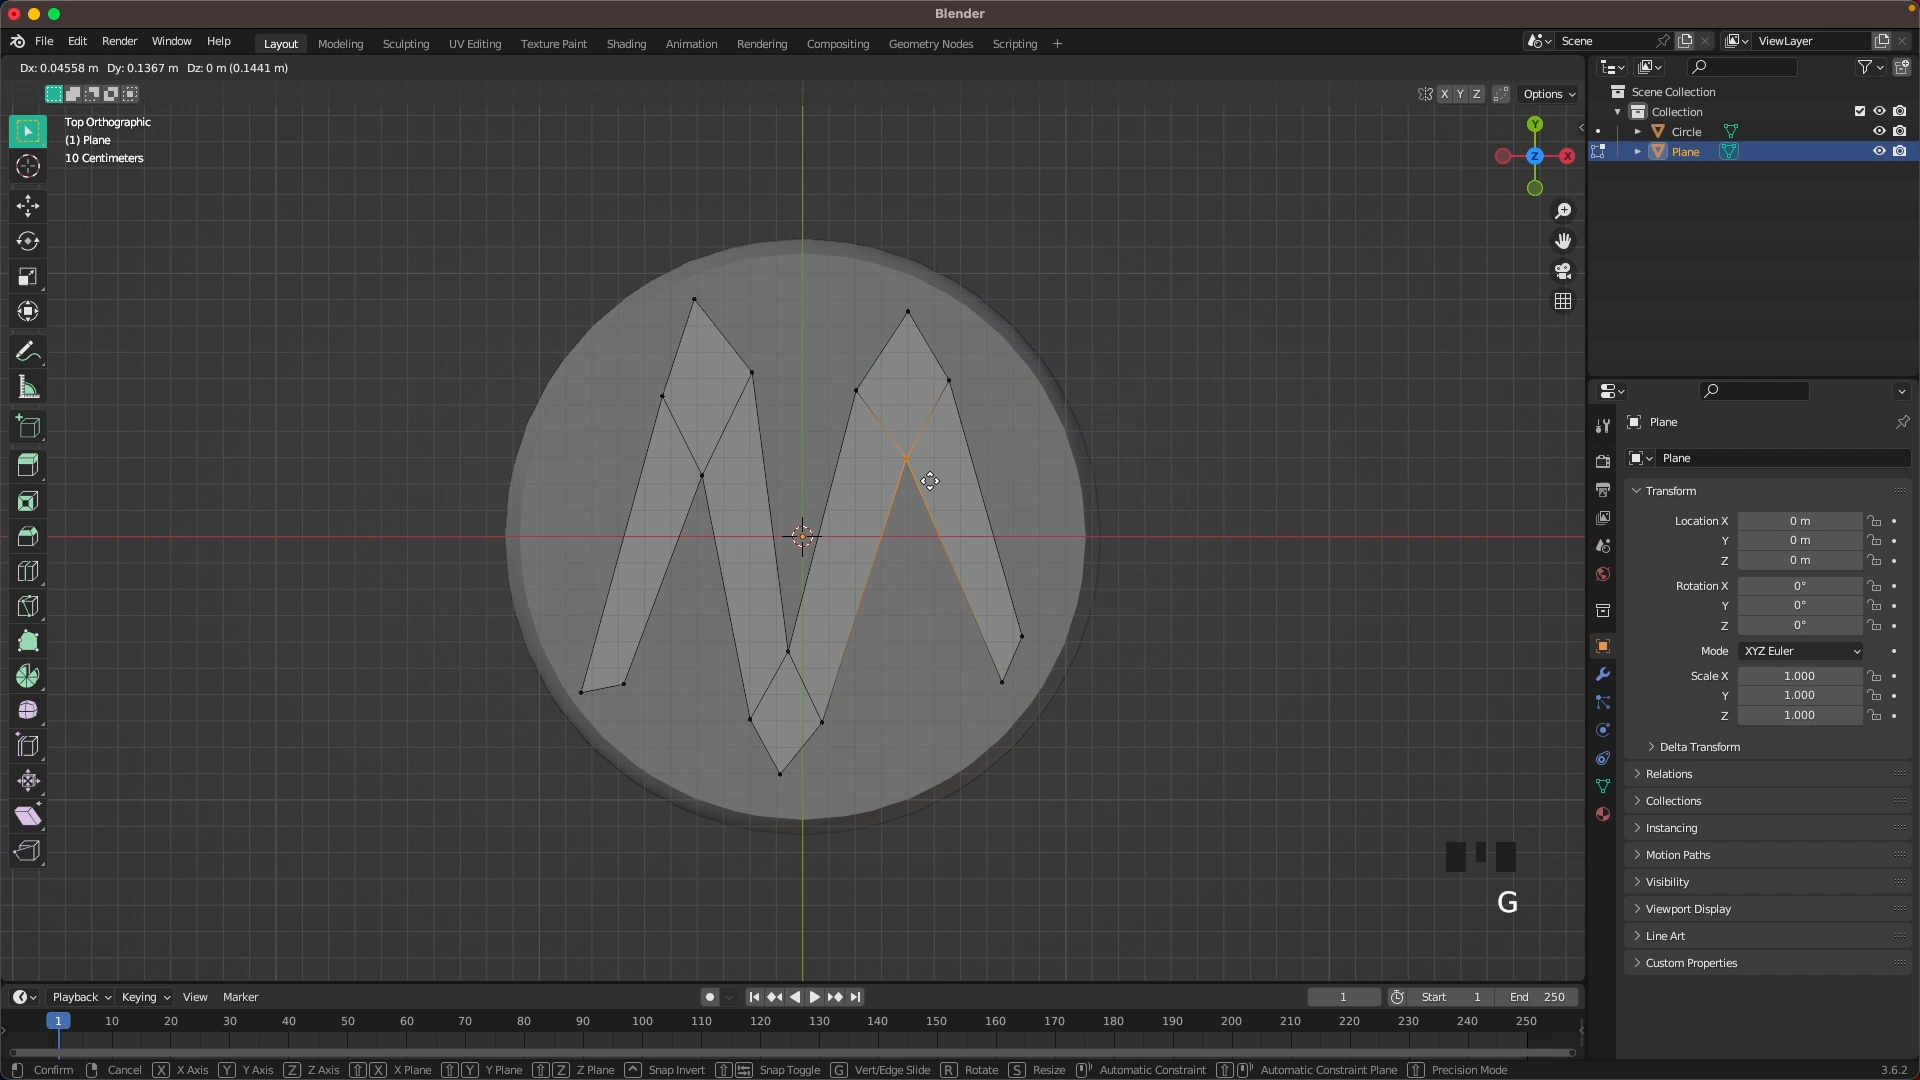 Blender
File Edit Render Window Help
Layout Modeling Sculpting UV Editing Texture Paint Shading Animation Rendering Compositing Geometry Nodes Scripting +
Scene
ViewLayer
Dx: 0.04558 m Dy: 0.1367 m Dz: 0 m (0.1441 m)
X Y Z Options
Top Orthographic
(1) Plane
10 Centimeters
Y
Z
X
Scene Collection
Collection
Circle
Plane
Plane
Plane
Transform
Location X 0 m
Y 0 m
Z 0 m
Rotation X 0°
Y 0°
Z 0°
Mode XYZ Euler
Scale X 1.000
Y 1.000
Z 1.000
Delta Transform
Relations
Collections
Instancing
Motion Paths
Visibility
Viewport Display
Line Art
Custom Properties
G
Playback Keying View Marker
1 Start 1 End 250
1 10 20 30 40 50 60 70 80 90 100 110 120 130 140 150 160 170 180 190 200 210 220 230 240 250
Confirm Cancel X X Axis Y Y Axis Z Z Axis X X Plane Y Y Plane Z Z Plane Snap Invert Snap Toggle G Vert/Edge Slide R Rotate S Resize Automatic Constraint Automatic Constraint Plane Precision Mode 3.6.2